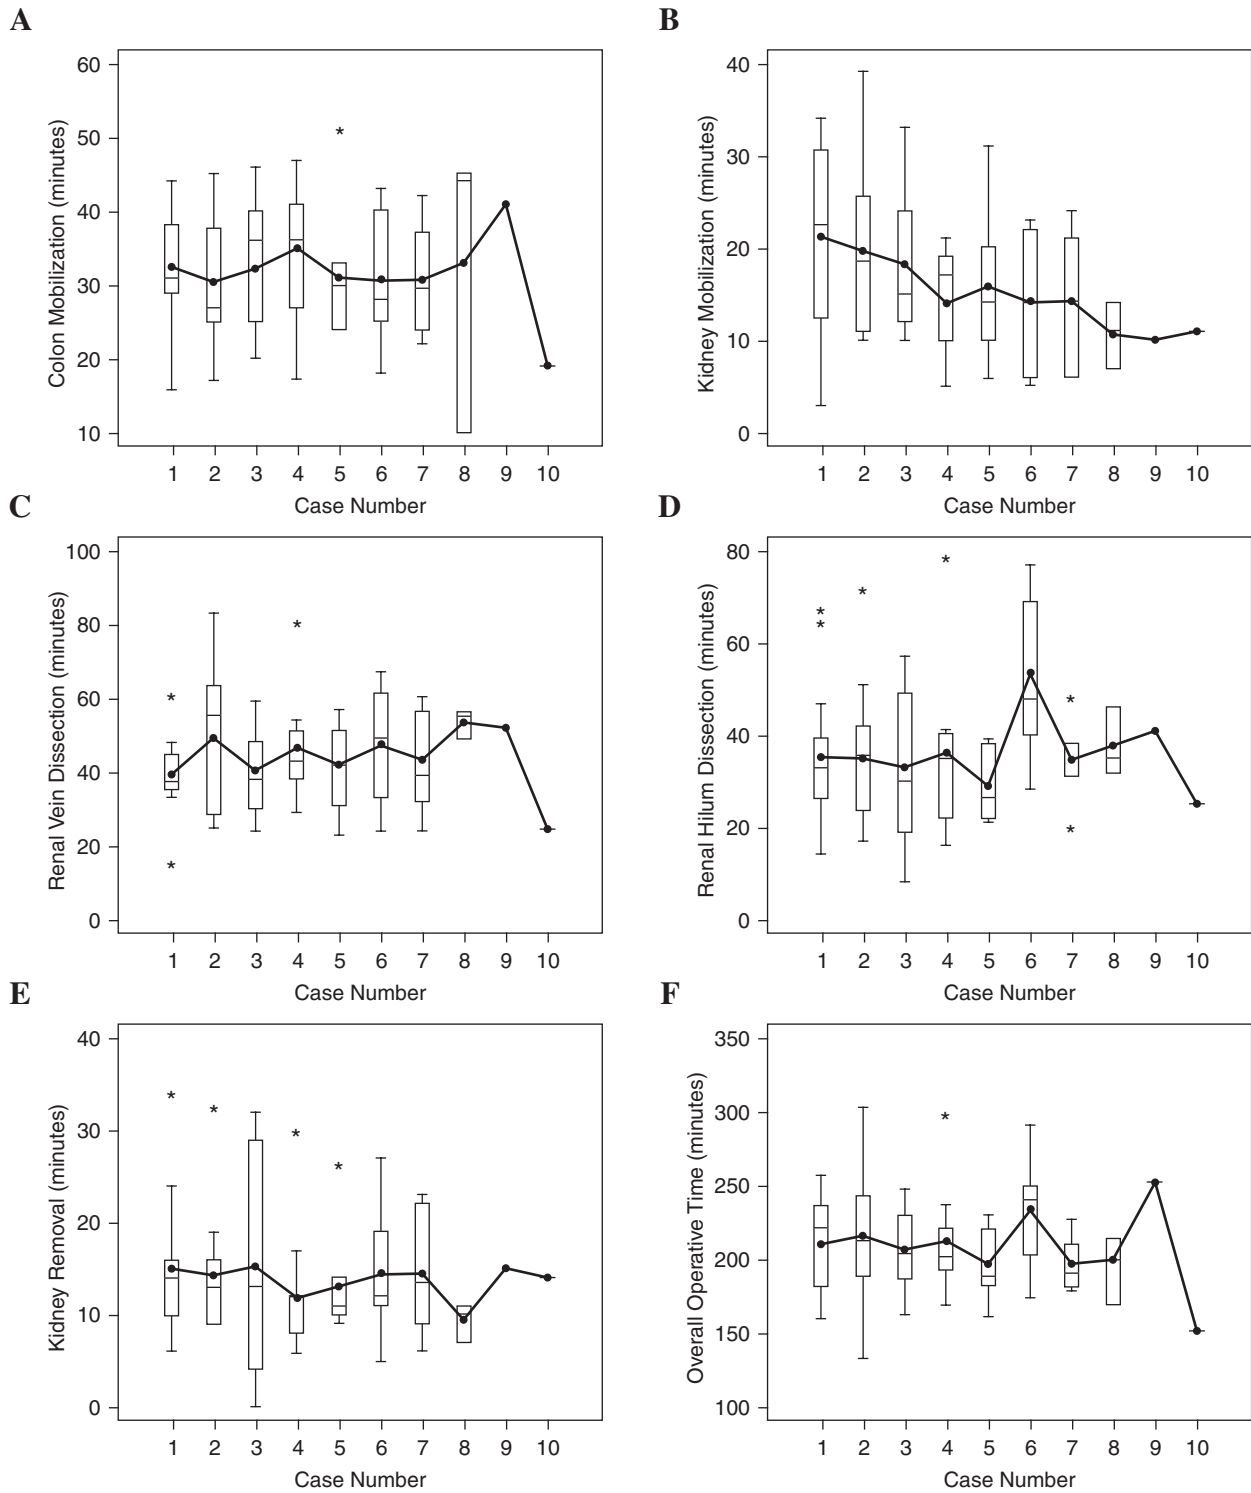 A
60
50
40
30
20
10
Colon Mobilization (minutes)
*
1 2 3 4 5 6 7 8 9 10
Case Number
B
40
30
20
10
0
Kidney Mobilization (minutes)
1 2 3 4 5 6 7 8 9 10
Case Number
C
100
80
60
40
20
0
Renal Vein Dissection (minutes)
* * *
1 2 3 4 5 6 7 8 9 10
Case Number
D
80
60
40
20
0
Renal Hilum Dissection (minutes)
* * * * * *
1 2 3 4 5 6 7 8 9 10
Case Number
E
40
30
20
10
0
Kidney Removal (minutes)
* * * *
1 2 3 4 5 6 7 8 9 10
Case Number
F
350
300
250
200
150
100
Overall Operative Time (minutes)
*
1 2 3 4 5 6 7 8 9 10
Case Number